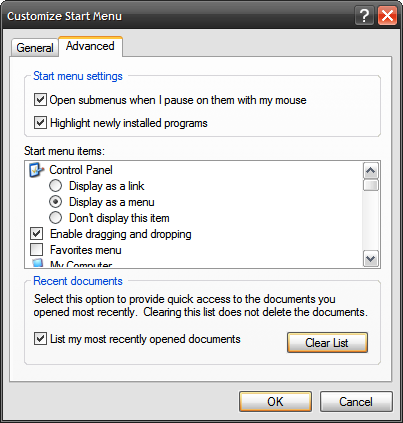 Customize Start Menu
General
Advanced
Start menu settings
Open submenus when I pause on them with my mouse
Highlight newly installed programs
Start menu items:
Control Panel
Display as a link
Display as a menu
Don't display this item
Enable dragging and dropping
Favorites menu
My Computer
Recent documents
Select this option to provide quick access to the documents you
opened most recently. Clearing this list does not delete the documents.
List my most recently opened documents
Clear List
OK
Cancel